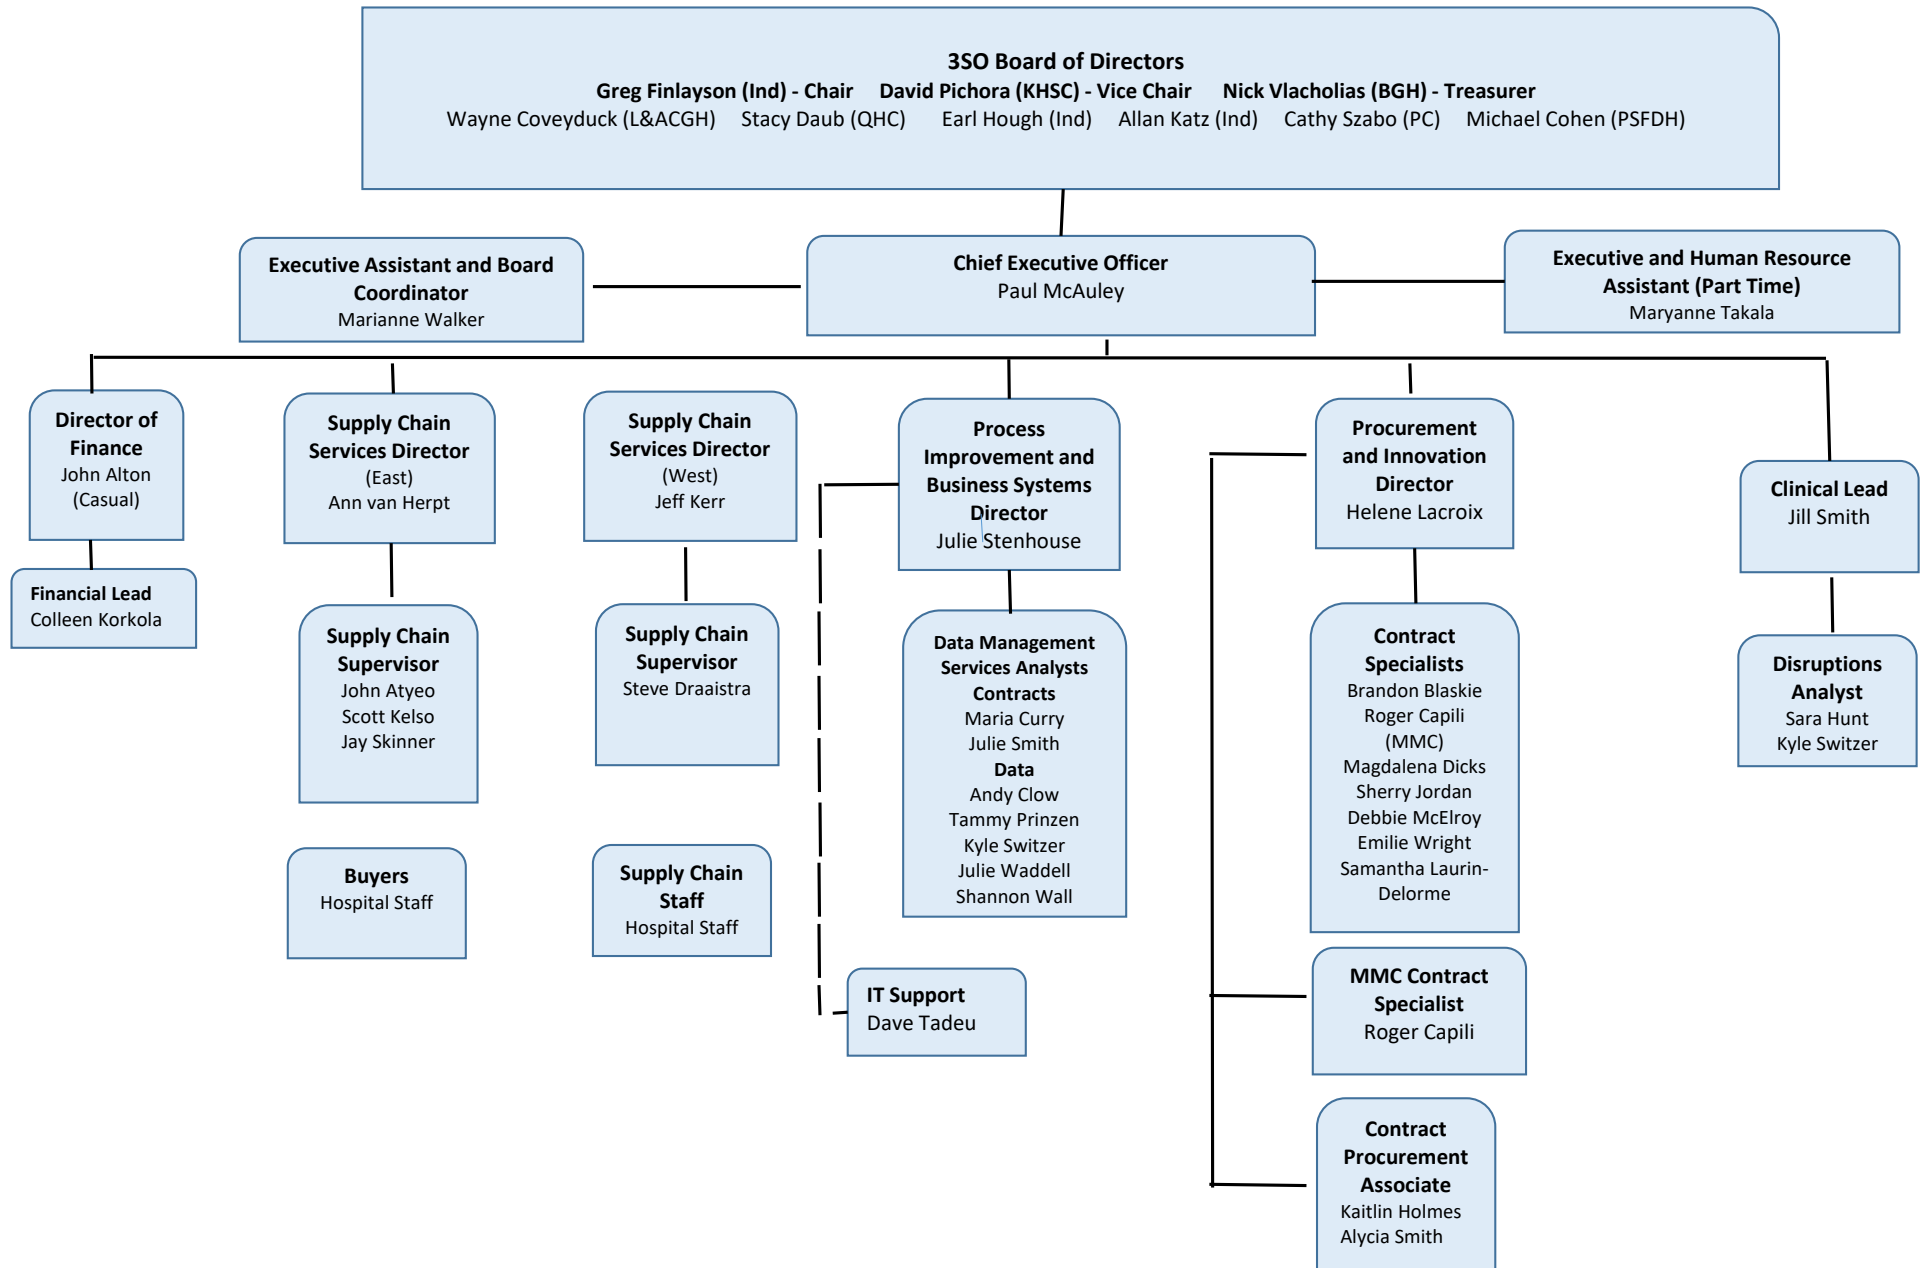 3SO Board of Directors
Greg Finlayson (Ind) - Chair David Pichora (KHSC) - Vice Chair Nick Vlacholias (BGH) - Treasurer
Wayne Coveyduck (L&ACGH) Stacy Daub (QHC) Earl Hough (Ind) Allan Katz (Ind) Cathy Szabo (PC) Michael Cohen (PSFDH)
Executive Assistant and Board
Coordinator
Marianne Walker
Chief Executive Officer
Paul McAuley
Executive and Human Resource
Assistant (Part Time)
Maryanne Takala
Director of
Finance
John Alton
(Casual)
Financial Lead
Colleen Korkola
Supply Chain
Services Director
(East)
Ann van Herpt
Supply Chain
Supervisor
John Atyeo
Scott Kelso
Jay Skinner
Buyers
Hospital Staff
Supply Chain
Services Director
(West)
Jeff Kerr
Supply Chain
Supervisor
Steve Draaistra
Supply Chain
Staff
Hospital Staff
Process
Improvement and
Business Systems
Director
Julie Stenhouse
Data Management
Services Analysts
Contracts
Maria Curry
Julie Smith
Data
Andy Clow
Tammy Prinzen
Kyle Switzer
Julie Waddell
Shannon Wall
IT Support
Dave Tadeu
Procurement
and Innovation
Director
Helene Lacroix
Contract
Specialists
Brandon Blaskie
Roger Capili
(MMC)
Magdalena Dicks
Sherry Jordan
Debbie McElroy
Emilie Wright
Samantha Laurin-
Delorme
MMC Contract
Specialist
Roger Capili
Contract
Procurement
Associate
Kaitlin Holmes
Alycia Smith
Clinical Lead
Jill Smith
Disruptions
Analyst
Sara Hunt
Kyle Switzer